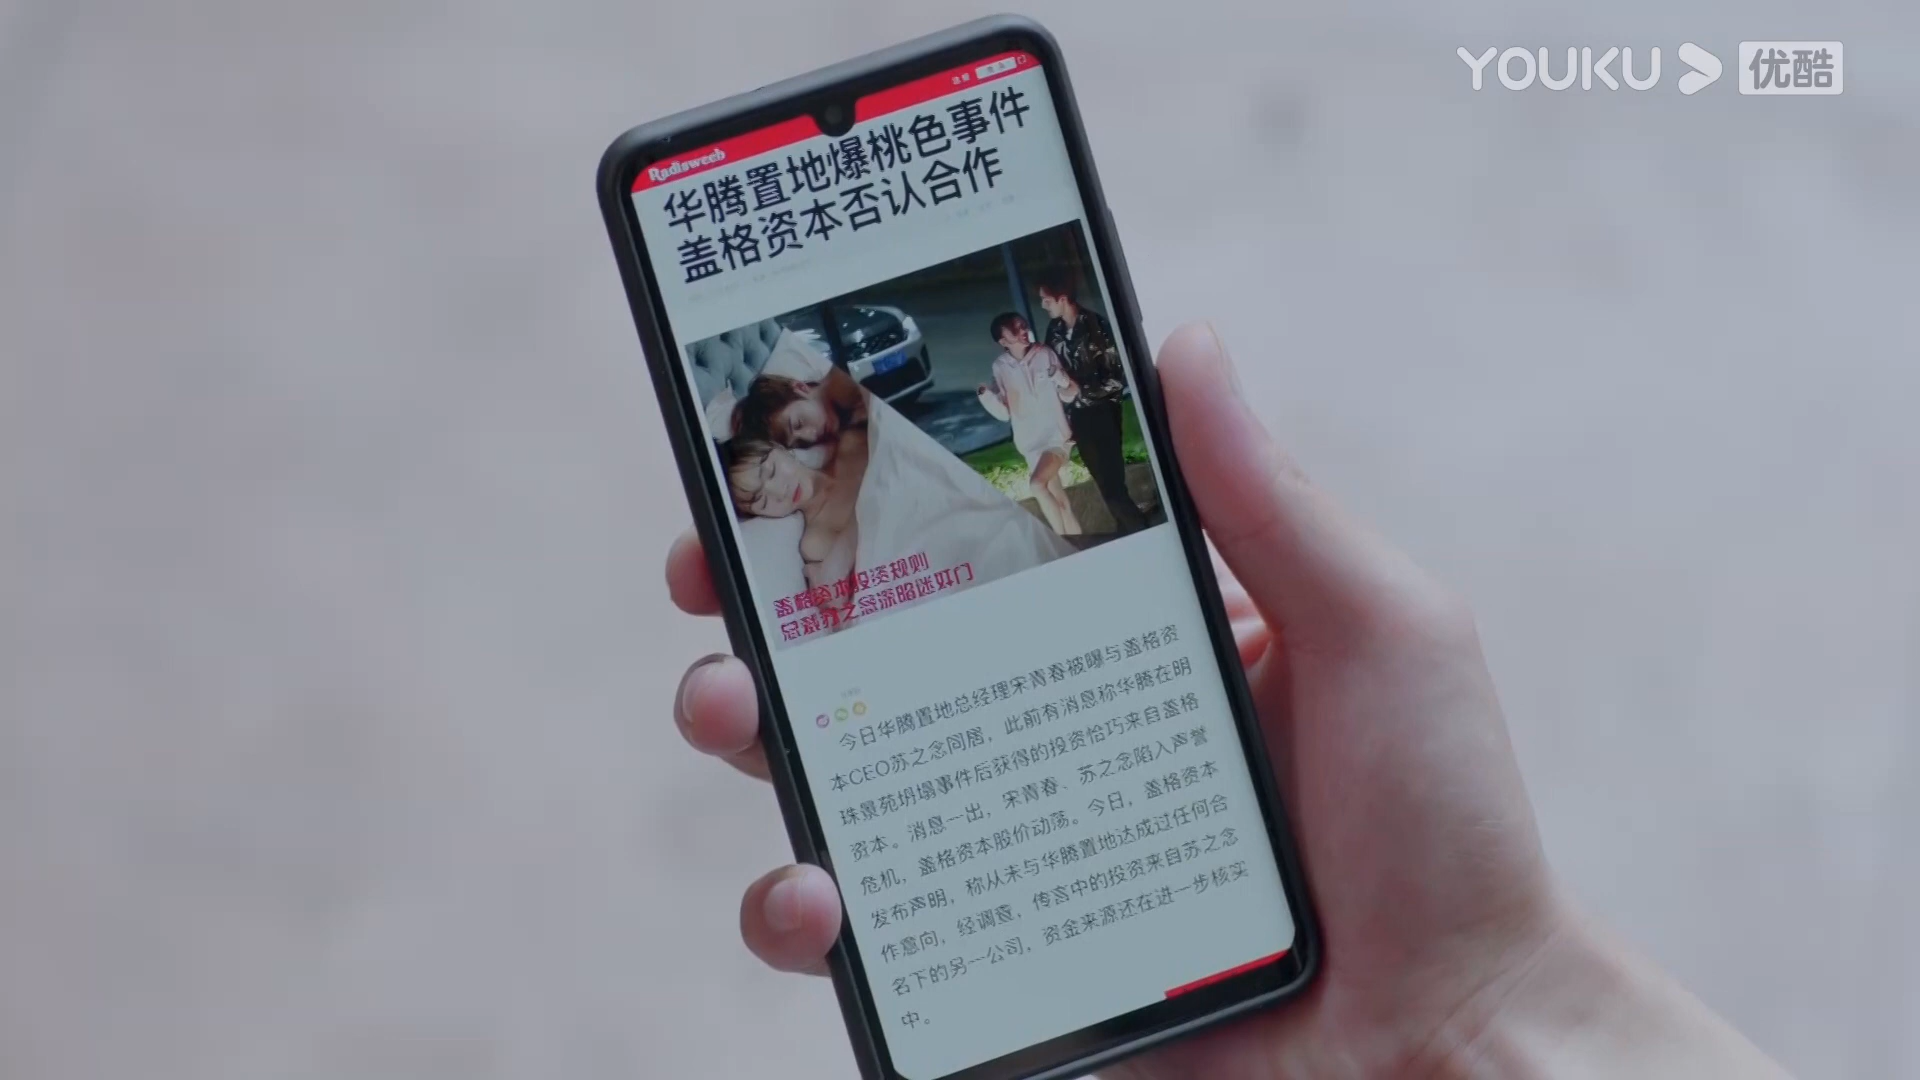 YOUKU 优酷
注册
Radisweeb
华腾置地爆桃色事件
盖格资本否认合作
盖格资本投资规则
总裁苏之念深陷迷奸门
今日华腾置地总经理宋青春被曝与盖格资
本CEO苏之念同居，此前有消息称华腾在明
珠景苑坍塌事件后获得的投资恰巧来自盖格
资本。消息一出，宋青春、苏之念陷入声誉
危机，盖格资本股价动荡。今日，盖格资本
发布声明，称从未与华腾置地达成过任何合
作意向，经调查，传言中的投资来自苏之念
名下的另一公司，资金来源还在进一步核实
中。